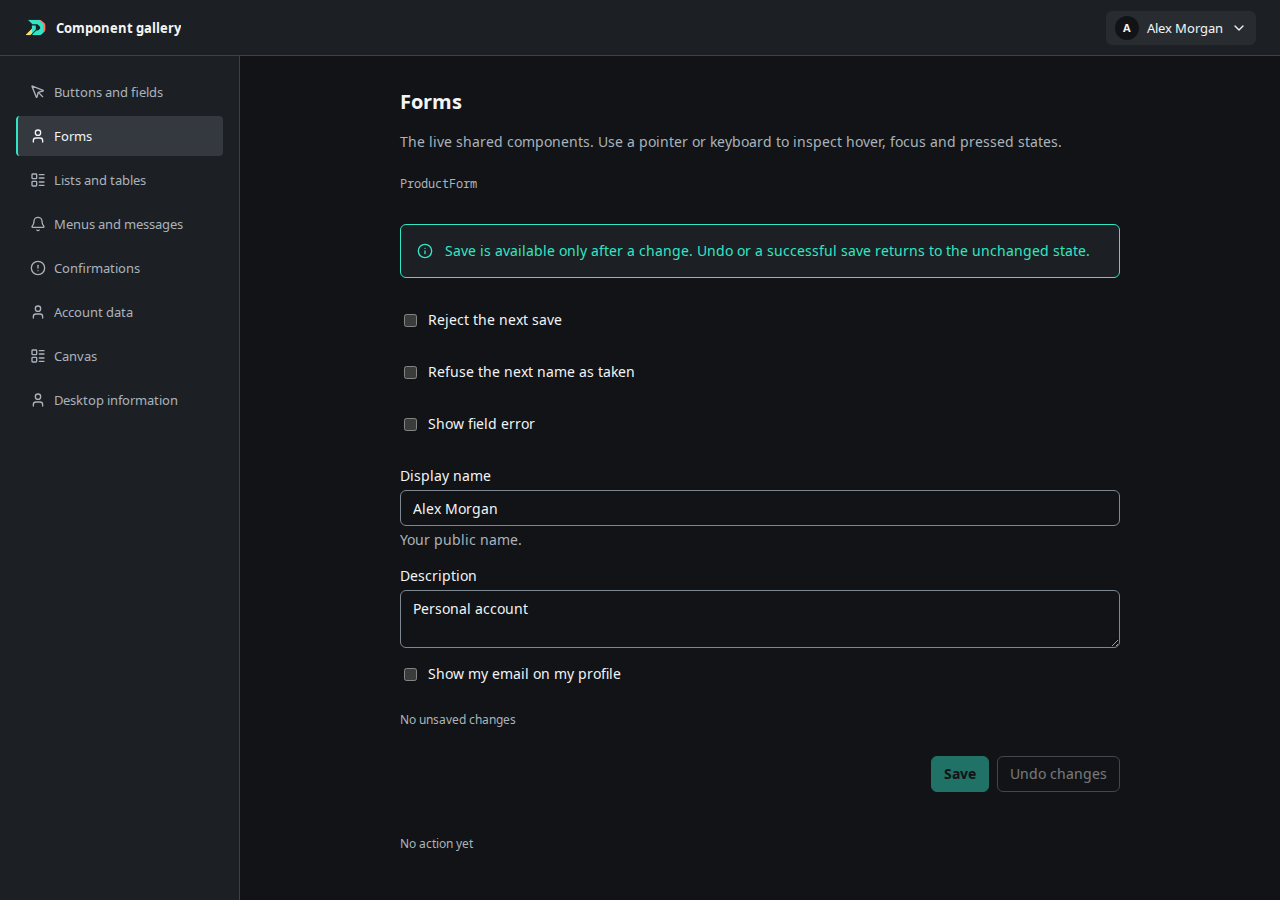 Component gallery
A
Alex Morgan
Buttons and fields
Forms
Lists and tables
Menus and messages
Confirmations
Account data
Canvas
Desktop information
Forms
The live shared components. Use a pointer or keyboard to inspect hover, focus and pressed states.
ProductForm
Save is available only after a change. Undo or a successful save returns to the unchanged state.
Reject the next save
Refuse the next name as taken
Show field error
Display name
Alex Morgan
Your public name.
Description
Personal account
Show my email on my profile
No unsaved changes
Save
Undo changes
No action yet